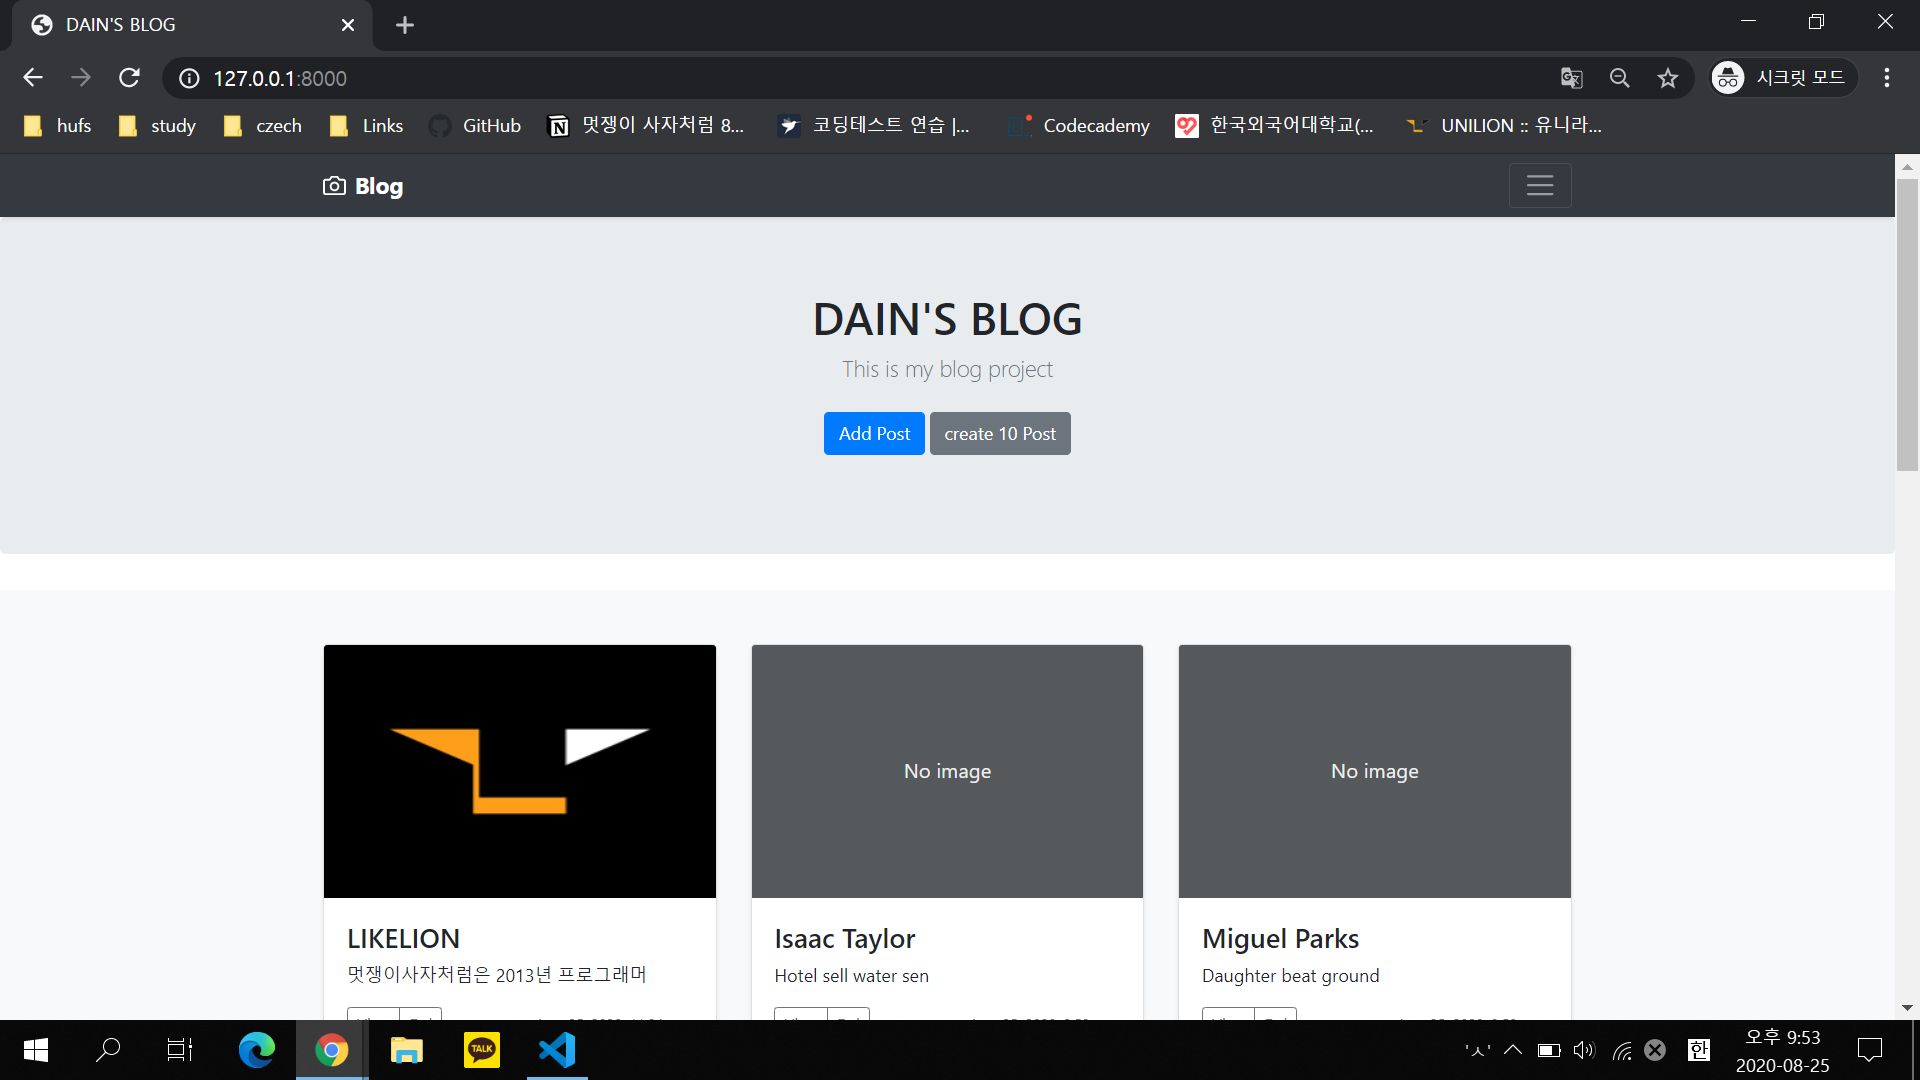 DAIN'S BLOG
127.0.0.1:8000
시크릿 모드
hufs
study
czech
Links
GitHub
멋쟁이 사자처럼 8...
코딩테스트 연습 |...
Codecademy
한국외국어대학교(...
UNILION :: 유니라...
Blog
DAIN'S BLOG
This is my blog project
Add Post
create 10 Post
No image
No image
LIKELION
Isaac Taylor
Miguel Parks
멋쟁이사자처럼은 2013년 프로그래머
Hotel sell water sen
Daughter beat ground
TALK
'ㅅ'
한
오후 9:53
2020-08-25